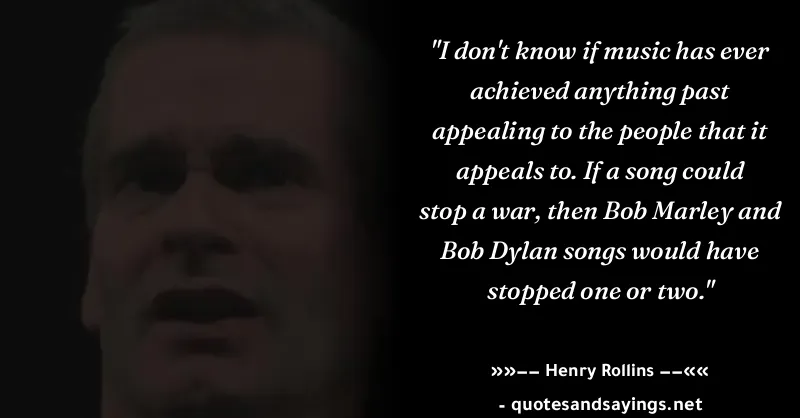 "I don't know if music has ever
achieved anything past
appealing to the people that it
appeals to. If a song could
stop a war, then Bob Marley and
Bob Dylan songs would have
stopped one or two."
»»−− Henry Rollins −−««
- quotesandsayings.net